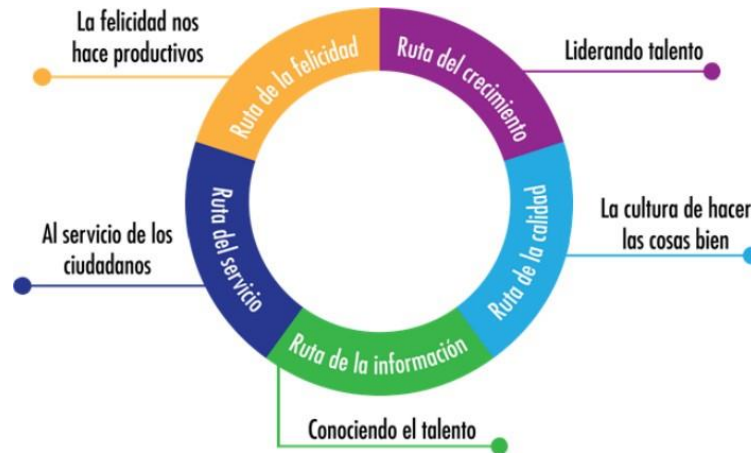 La felicidad nos
hace productivos
Ruta de la felicidad
Ruta del crecimiento
Liderando talento
Al servicio de los
ciudadanos
Ruta del servicio
Ruta de la calidad
La cultura de hacer
las cosas bien
Ruta de la información
Conociendo el talento